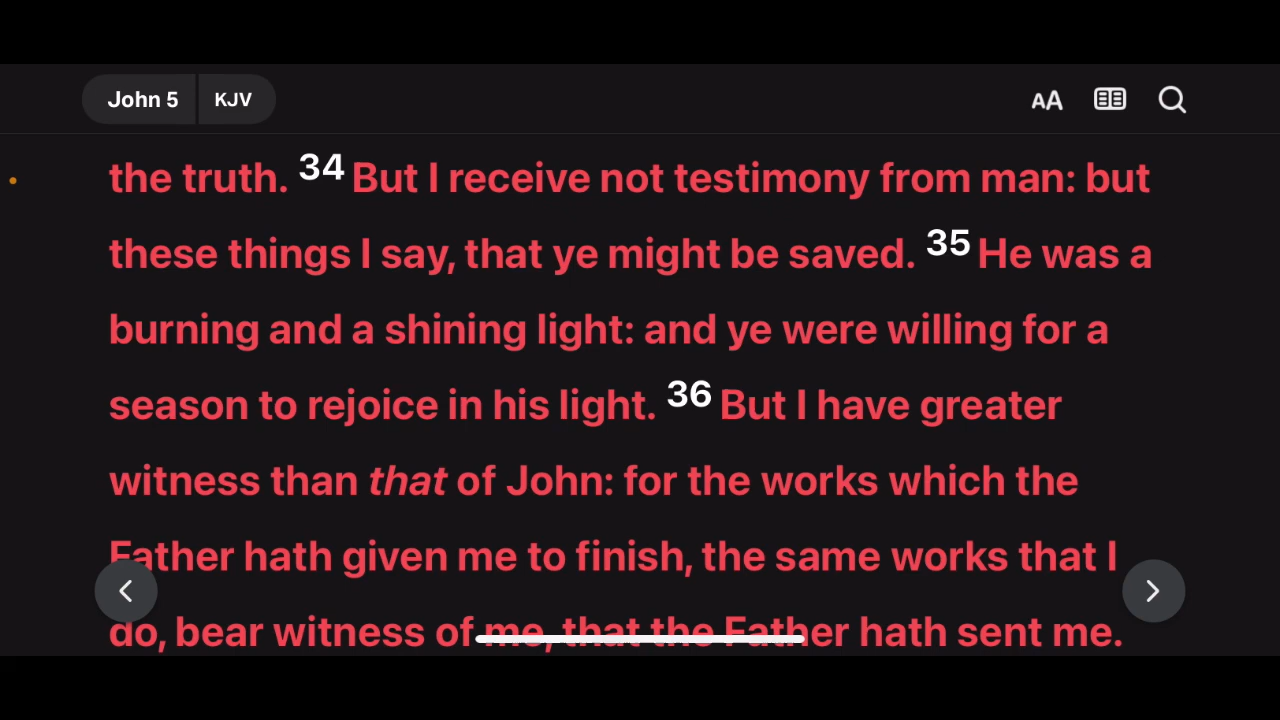 John 5 KJV AA
the truth. 34 But I receive not testimony from man: but
these things I say, that ye might be saved. 35 He was a
burning and a shining light: and ye were willing for a
season to rejoice in his light. 36 But I have greater
witness than that of John: for the works which the
Father hath given me to finish, the same works that I
do, bear witness of me, that the Father hath sent me.